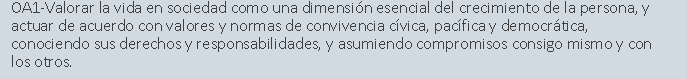 OA1-Valorar la vida en sociedad como una dimensión esencial del crecimiento de la persona, y
actuar de acuerdo con valores y normas de convivencia cívica, pacífica y democrática,
conociendo sus derechos y responsabilidades, y asumiendo compromisos consigo mismo y con
los otros.